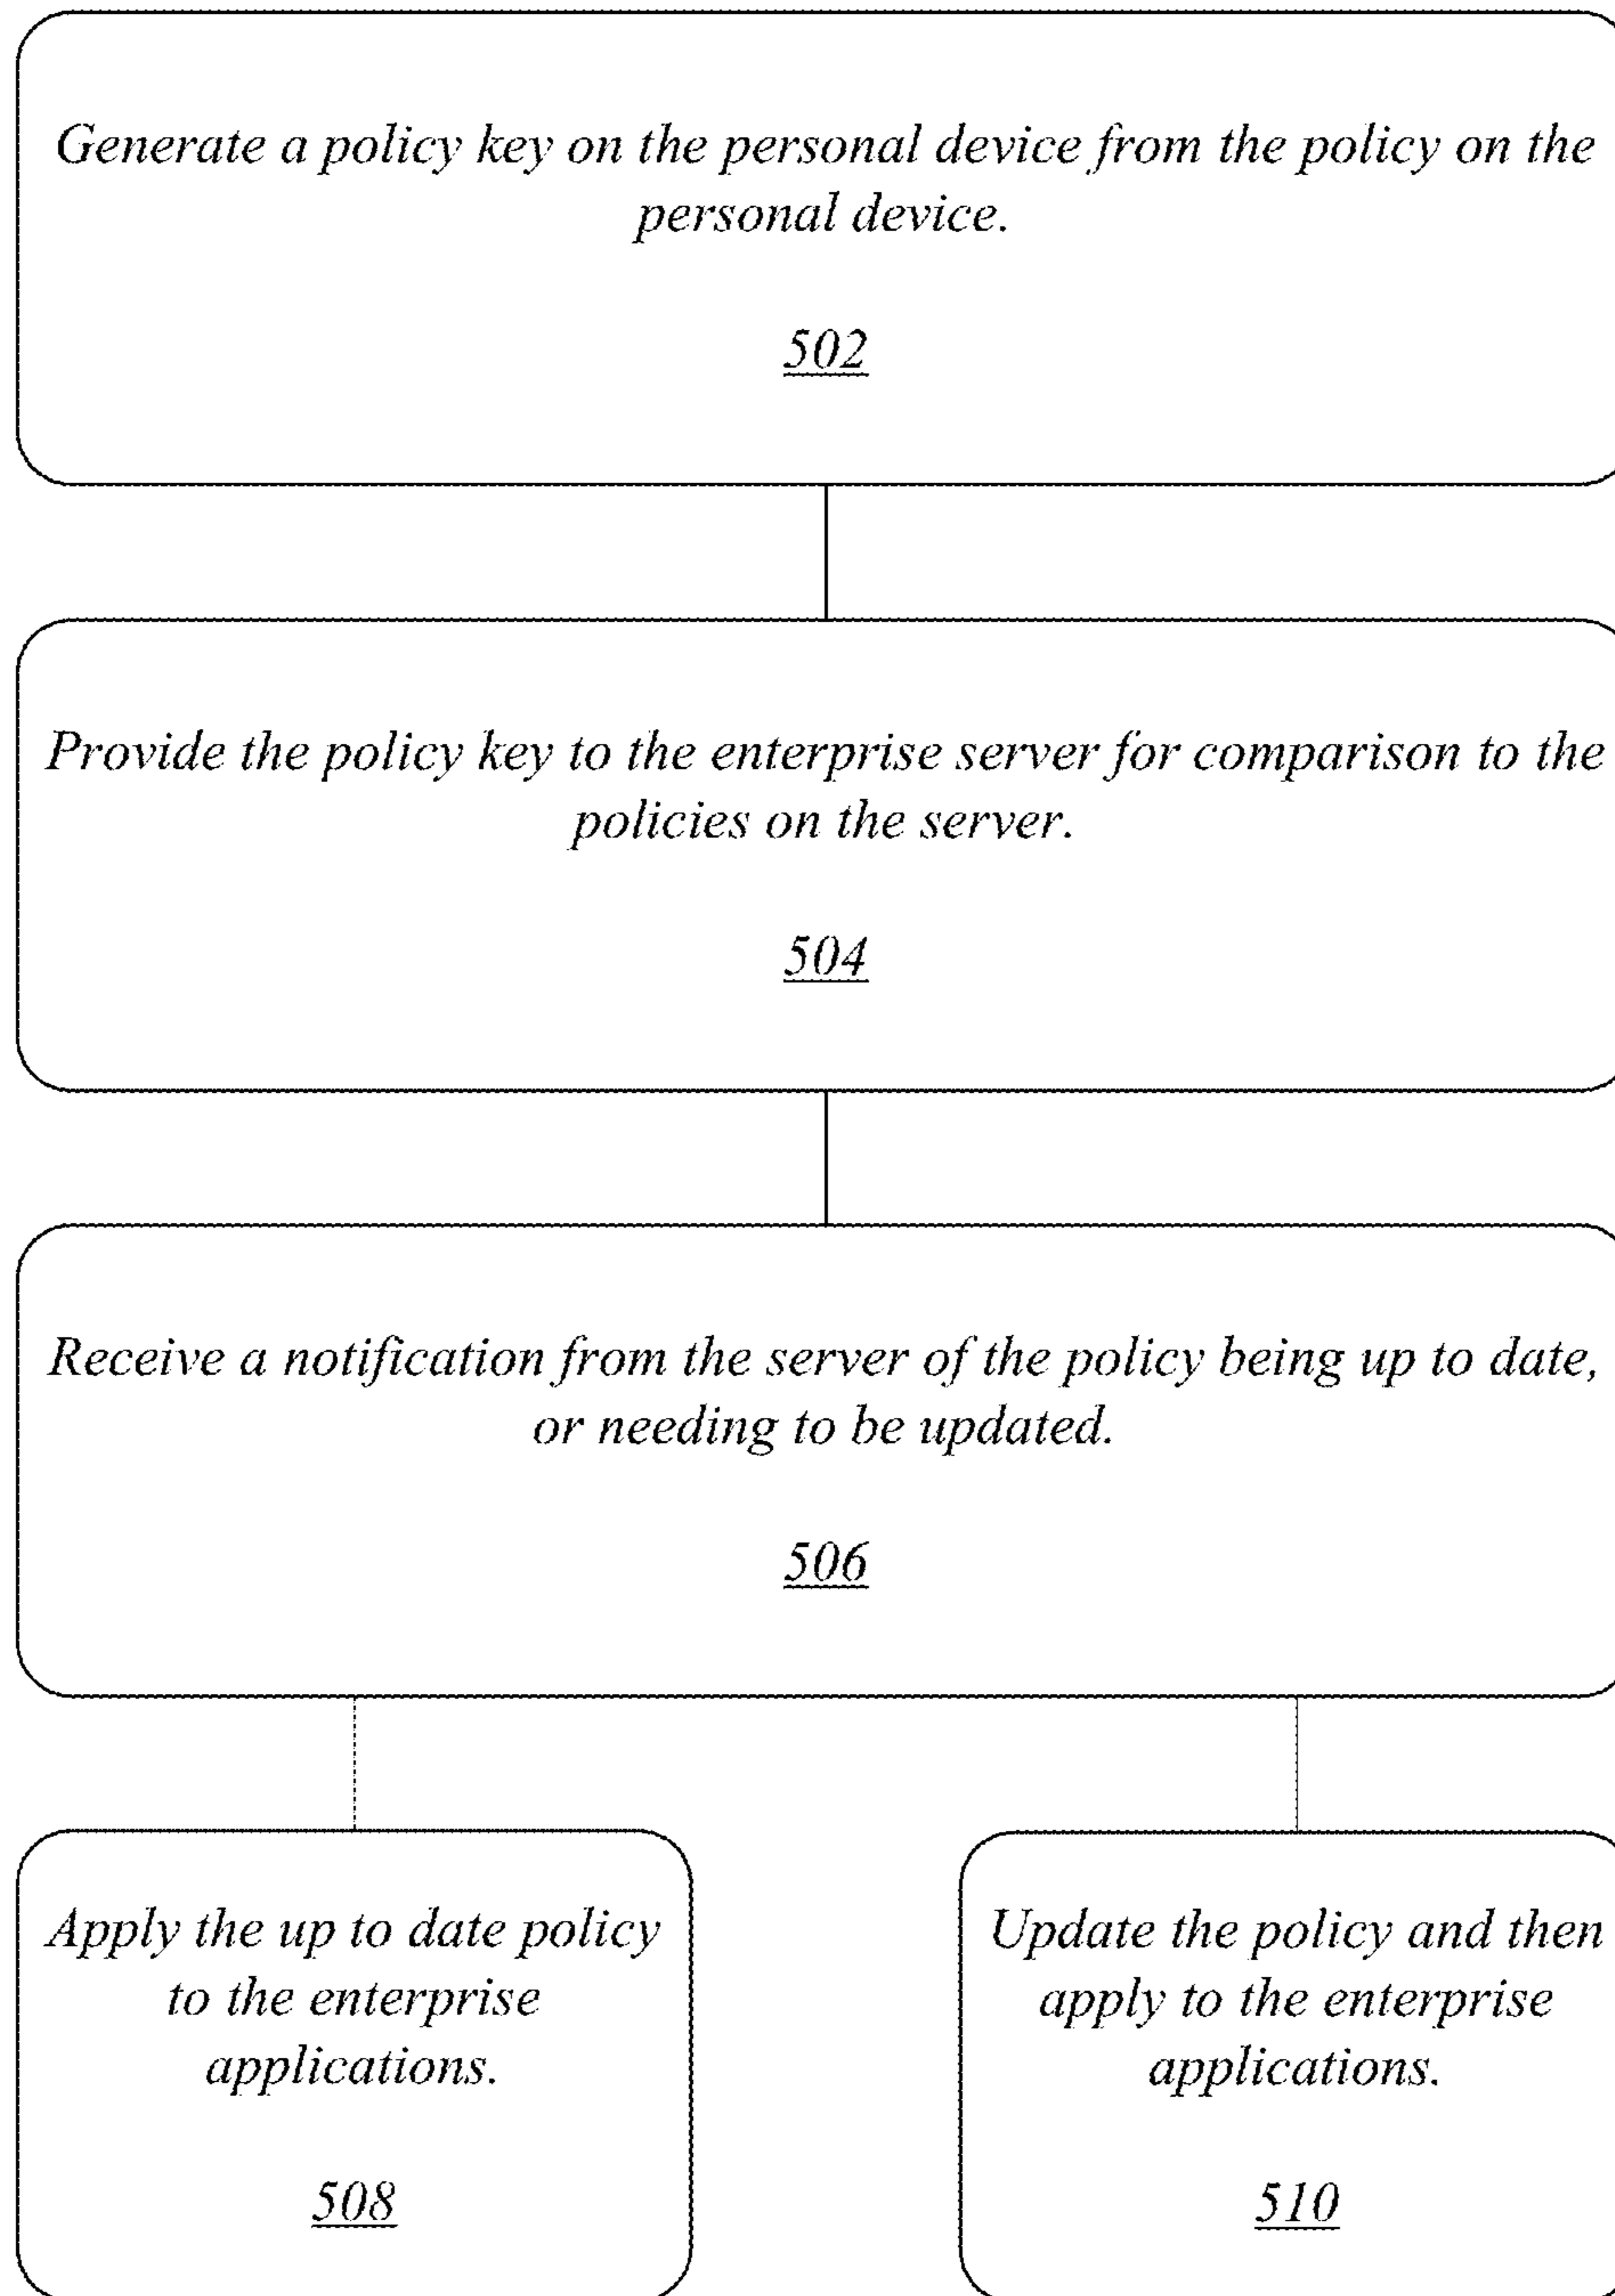 Generate a policy key on the personal device from the policy on the
personal device.
502
Provide the policy key to the enterprise server for comparison to the
policies on the server.
504
Receive a notification from the server of the policy being up to date,
or needing to be updated.
506
Apply the up to date policy
to the enterprise
applications.
508
Update the policy and then
apply to the enterprise
applications.
510